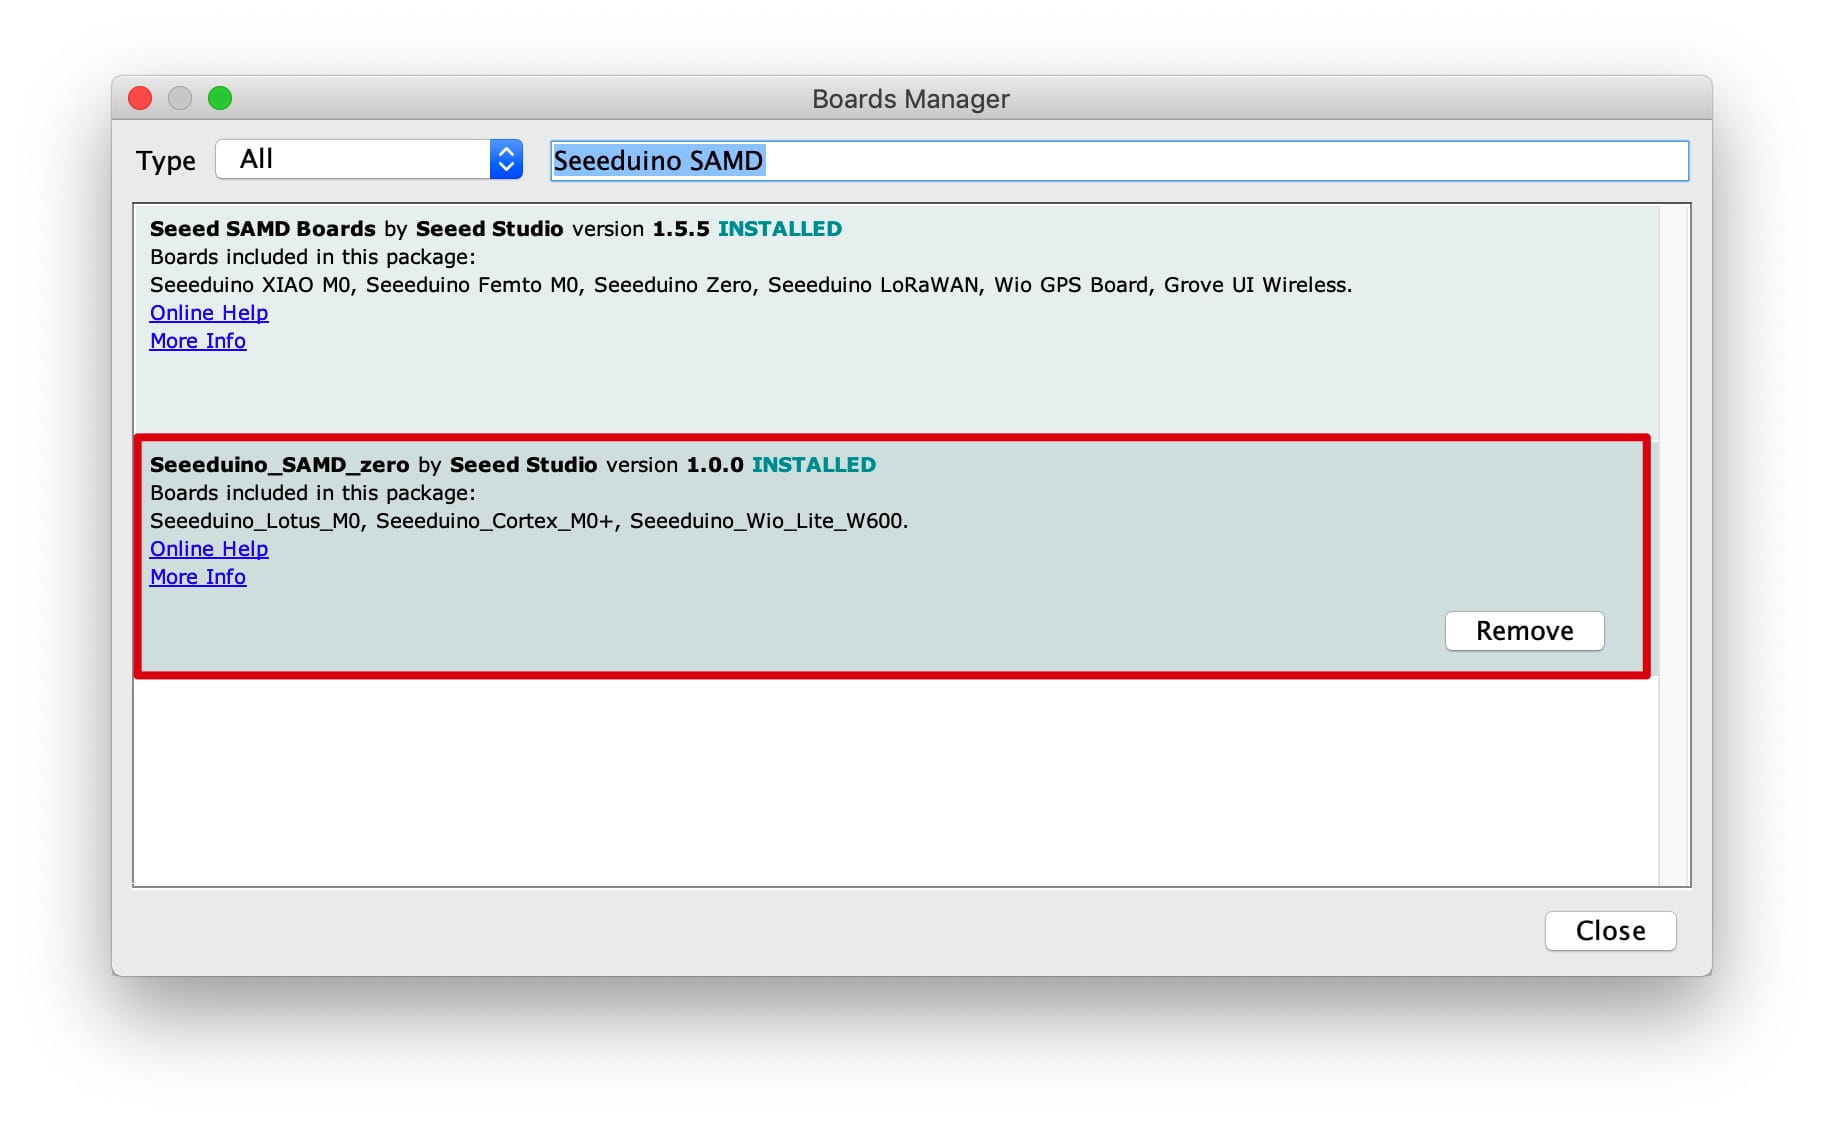 Boards Manager
Type All Seeeduino SAMD
Seeed SAMD Boards by Seeed Studio version 1.5.5 INSTALLED
Boards included in this package:
Seeeduino XIAO M0, Seeeduino Femto M0, Seeeduino Zero, Seeeduino LoRaWAN, Wio GPS Board, Grove UI Wireless.
Online Help
More Info
Seeeduino_SAMD_zero by Seeed Studio version 1.0.0 INSTALLED
Boards included in this package:
Seeeduino_Lotus_M0, Seeeduino_Cortex_M0+, Seeeduino_Wio_Lite_W600.
Online Help
More Info
Remove
Close